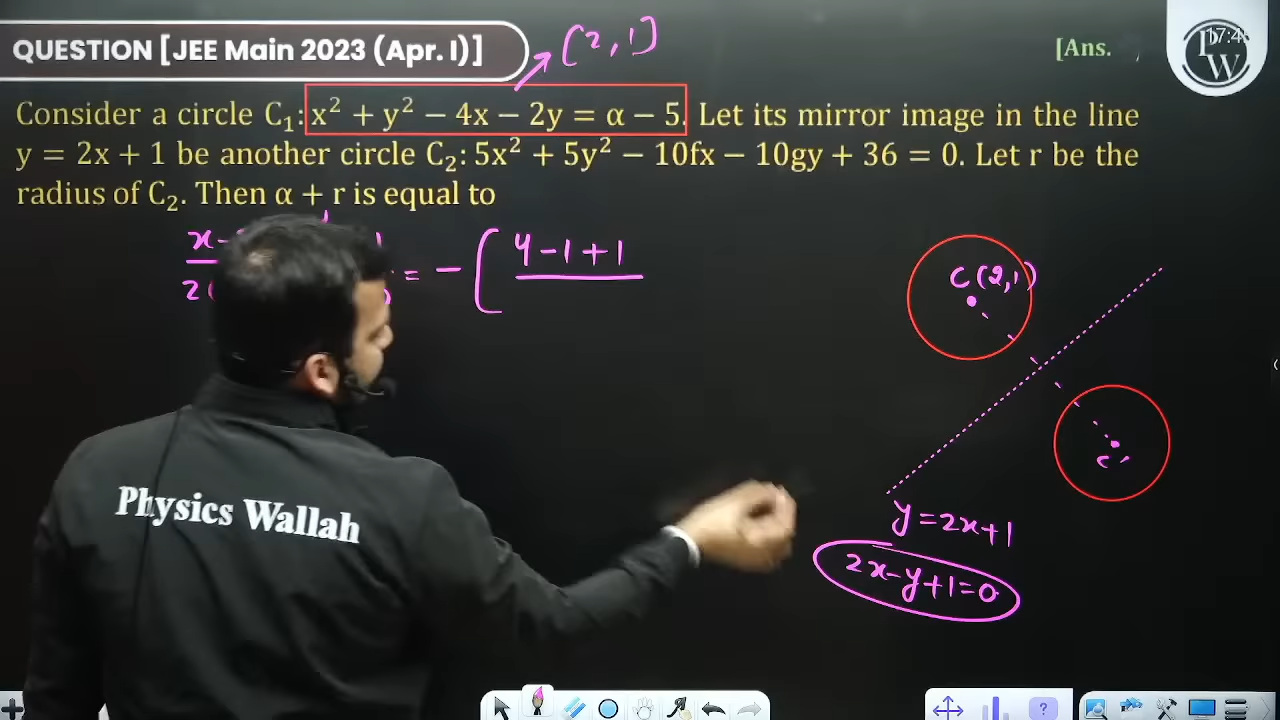 QUESTION [JEE Main 2023 (Apr. I)]
(2, 1)
[Ans.
17:4
W
Consider a circle C₁: x² + y² − 4x − 2y = α − 5. Let its mirror image in the line
y = 2x + 1 be another circle C₂: 5x² + 5y² − 10fx − 10gy + 36 = 0. Let r be the
radius of C₂. Then α + r is equal to
x-
2(
= - [ 4-1+1
C(2,1)
C'
y=2x+1
2x-y+1=0
Physics Wallah